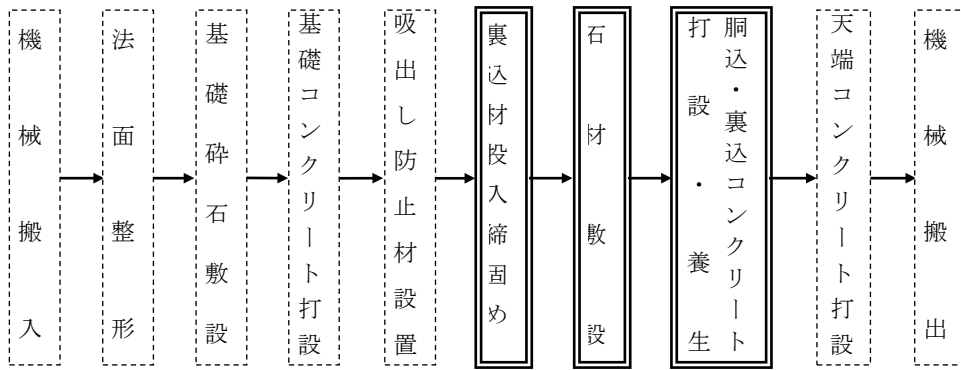 機械搬入
法面整形
基礎砕石敷設
基礎コンクリート打設
吸出し防止材設置
裏込材投入締固め
石材敷設
胴込・裏込コンクリート
打設・養生
天端コンクリート打設
機械搬出